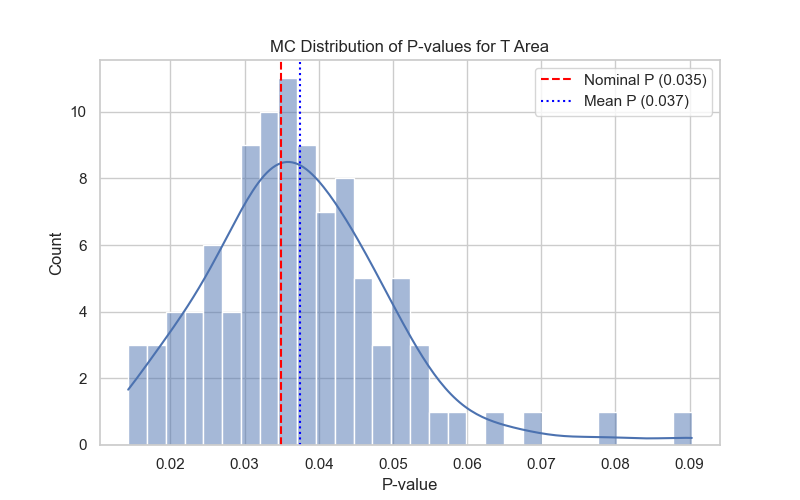 MC Distribution of P-values for T Area
Nominal P (0.035)
Mean P (0.037)
Count
10
8
6
4
2
0
0.02 0.03 0.04 0.05 0.06 0.07 0.08 0.09
P-value